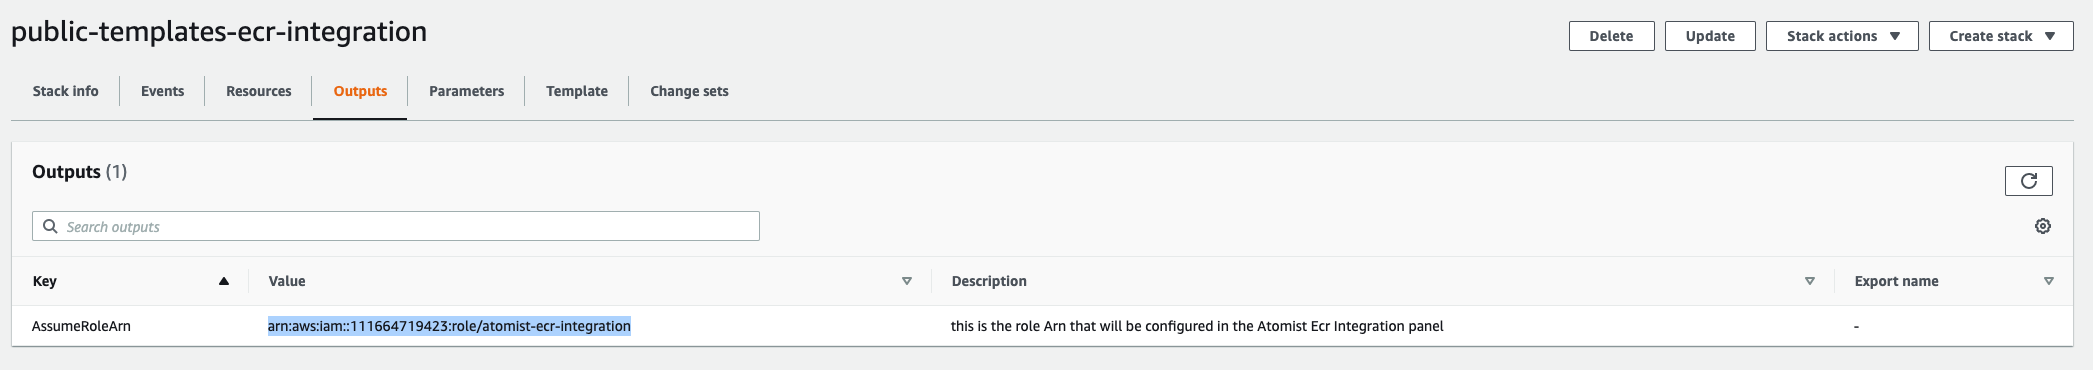 public-templates-ecr-integration
Delete
Update
Stack actions
Create stack
Stack info
Events
Resources
Outputs
Parameters
Template
Change sets
Outputs (1)
Search outputs
Key
Value
Description
Export name
AssumeRoleArn
arn:aws:iam::111664719423:role/atomist-ecr-integration
this is the role Arn that will be configured in the Atomist Ecr Integration panel
-